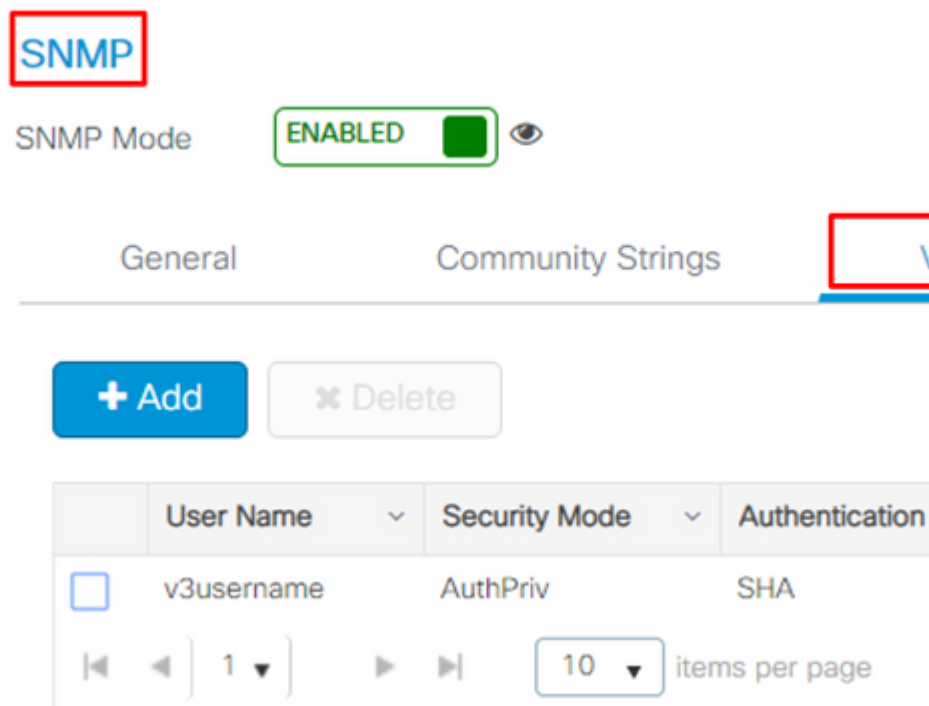 SNMP
SNMP Mode
ENABLED
General
Community Strings
Add
Delete
User Name
Security Mode
Authentication
v3username
AuthPriv
SHA
1
10
items per page